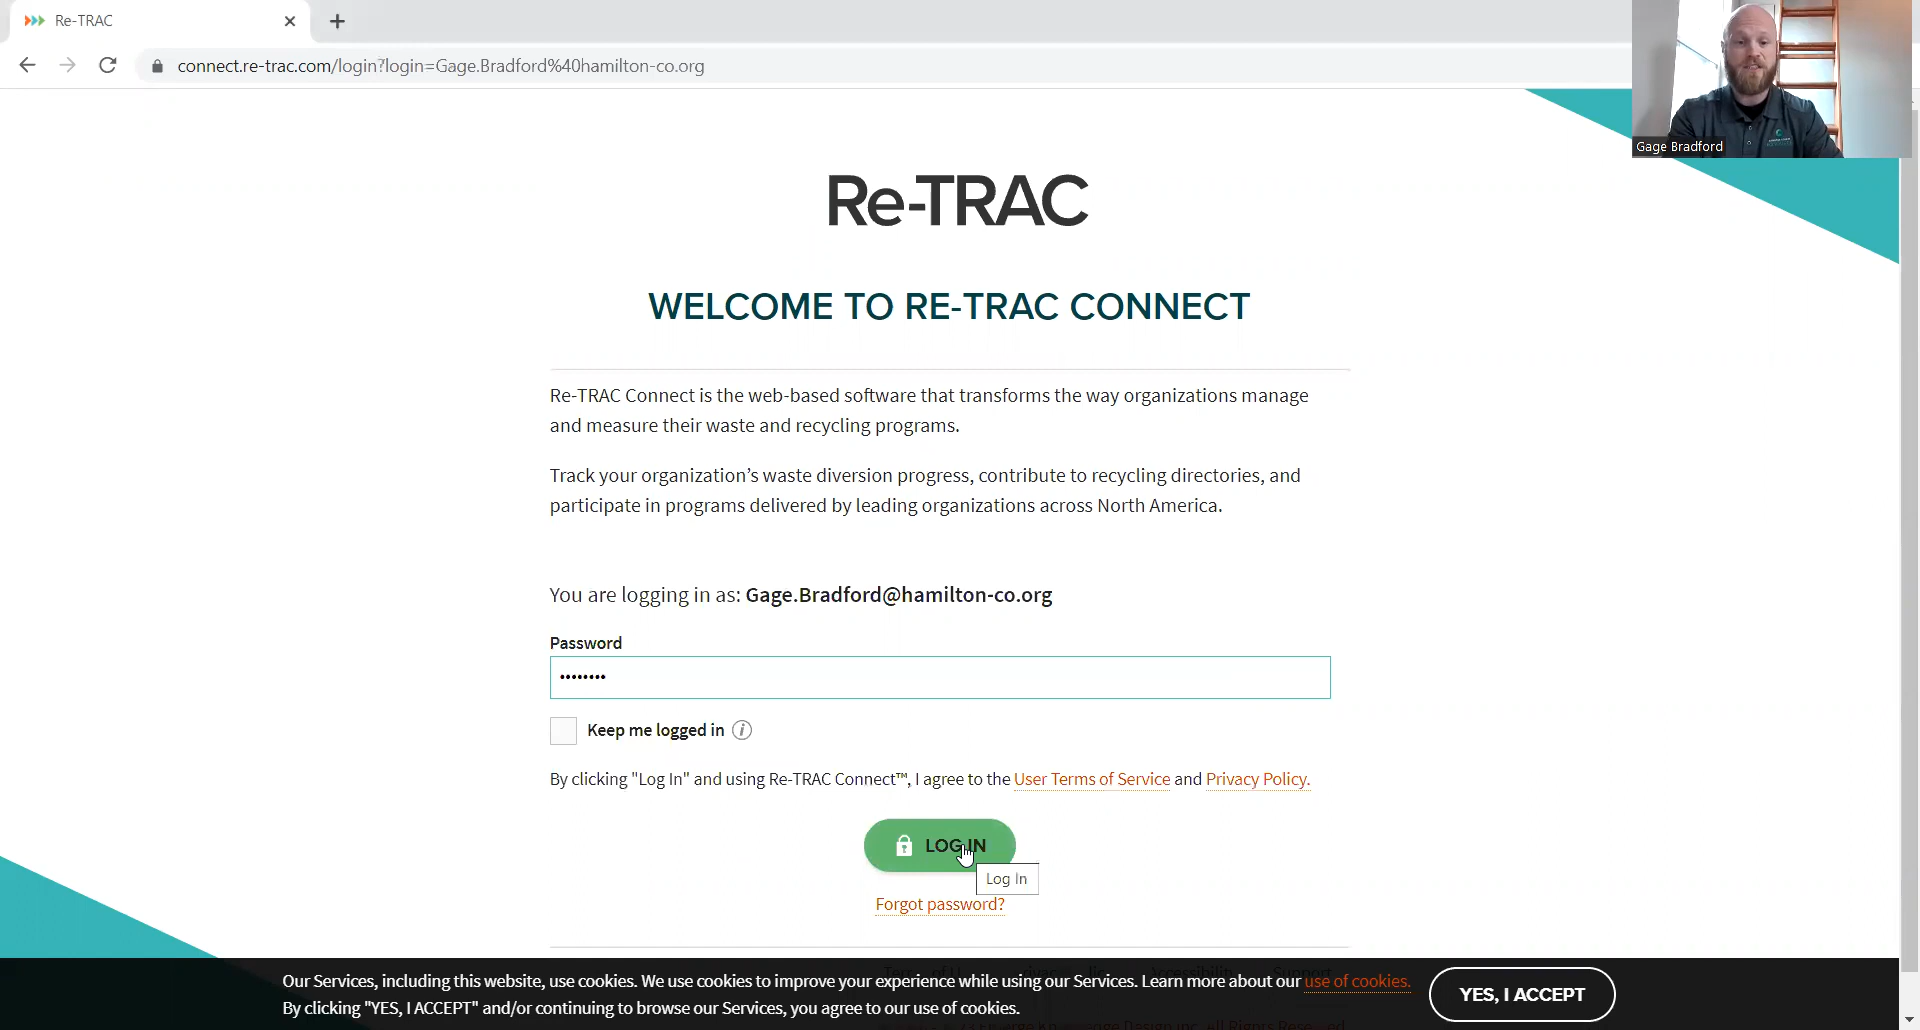 Re-TRAC
connect.re-trac.com/login?login=Gage.Bradford%40hamilton-co.org
Gage Bradford
Re-TRAC
WELCOME TO RE-TRAC CONNECT
Re-TRAC Connect is the web-based software that transforms the way organizations manage
and measure their waste and recycling programs.
Track your organization's waste diversion progress, contribute to recycling directories, and
participate in programs delivered by leading organizations across North America.
You are logging in as: Gage.Bradford@hamilton-co.org
Password
••••••••
Keep me logged in
By clicking "Log In" and using Re-TRAC Connect™, I agree to the User Terms of Service and Privacy Policy.
LOG IN
Log In
Forgot password?
Our Services, including this website, use cookies. We use cookies to improve your experience while using our Services. Learn more about our use of cookies.
By clicking "YES, I ACCEPT" and/or continuing to browse our Services, you agree to our use of cookies.
YES, I ACCEPT